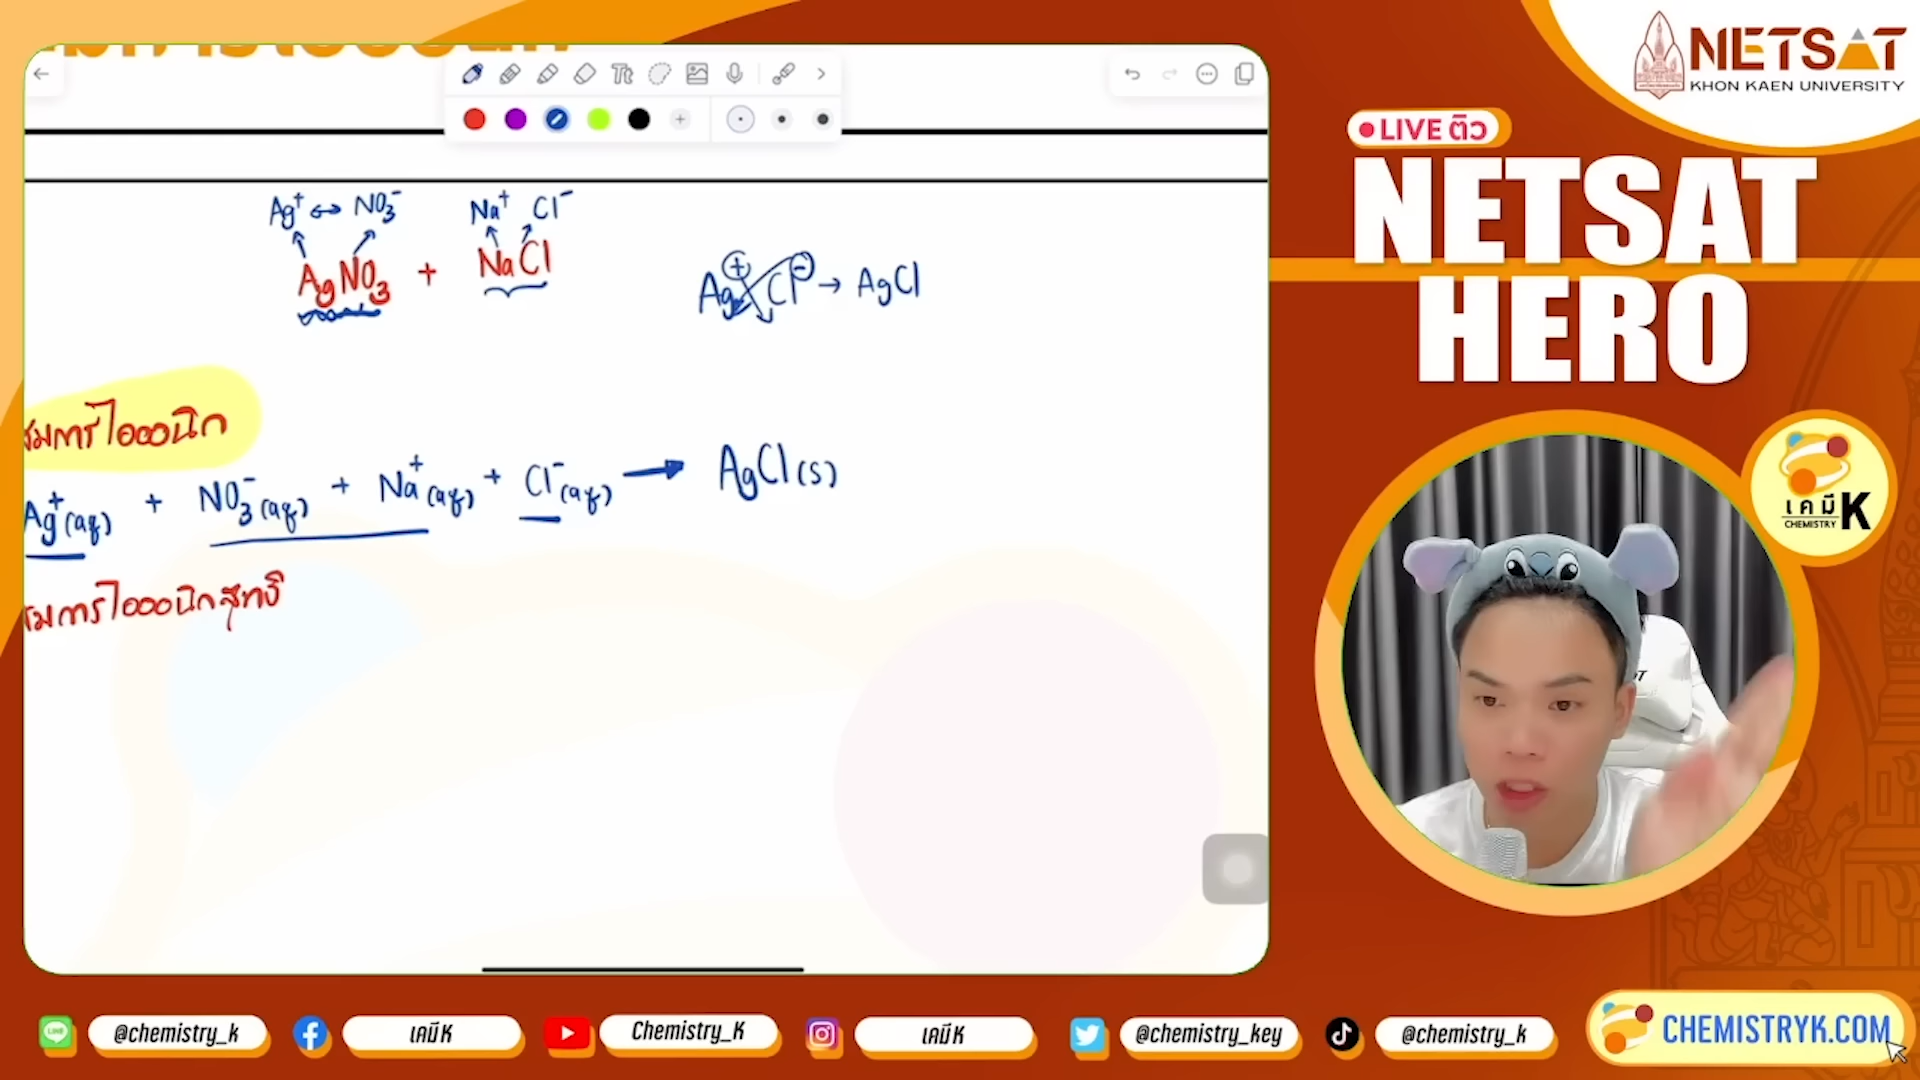 NETSAT
KHON KAEN UNIVERSITY
LIVE ติว
NETSAT
HERO
เคมี K
CHEMISTRY
Tt
Ag⁺ ↔ NO₃⁻ Na⁺ Cl⁻
AgNO₃ + NaCl
Ag⁺ Cl⁻ → AgCl
สมการไอออนิก
Ag⁺(aq) + NO₃⁻(aq) + Na⁺(aq) + Cl⁻(aq) → AgCl(s)
สมการไอออนิกสุทธิ
LINE @chemistry_k
เคมี K
Chemistry_K
เคมี K
@chemistry_key
@chemistry_k
CHEMISTRYK.COM